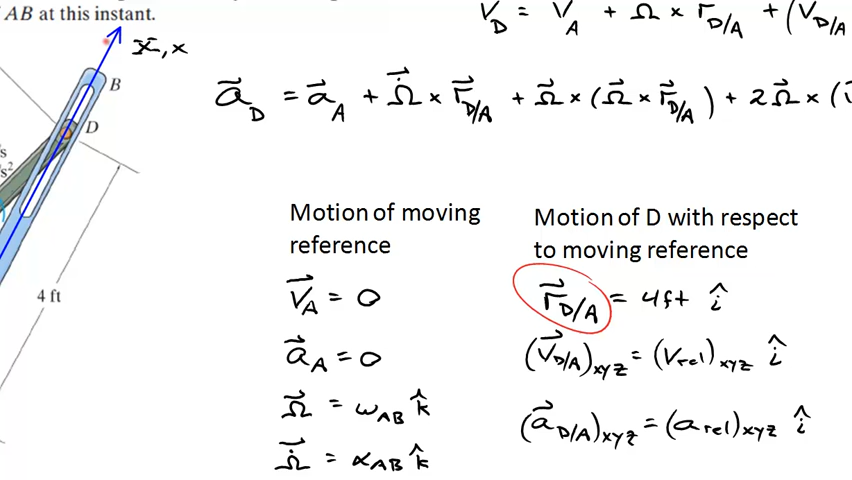 AB at this instant.
X, x
B
D
s
s²
4 ft
V_D = V_A + Ω × r_D/A + (V_D/A
a⃗_D = a⃗_A + Ω⃗̇ × r⃗_D/A + Ω⃗ × (Ω⃗ × r⃗_D/A) + 2Ω⃗ × (v⃗
Motion of moving
reference
V⃗_A = 0
a⃗_A = 0
Ω⃗ = ω_AB k̂
Ω⃗̇ = α_AB k̂
Motion of D with respect
to moving reference
r⃗_D/A = 4ft î
(V⃗_D/A)_xyz = (V_rel)_xyz î
(a⃗_D/A)_xyz = (a_rel)_xyz î